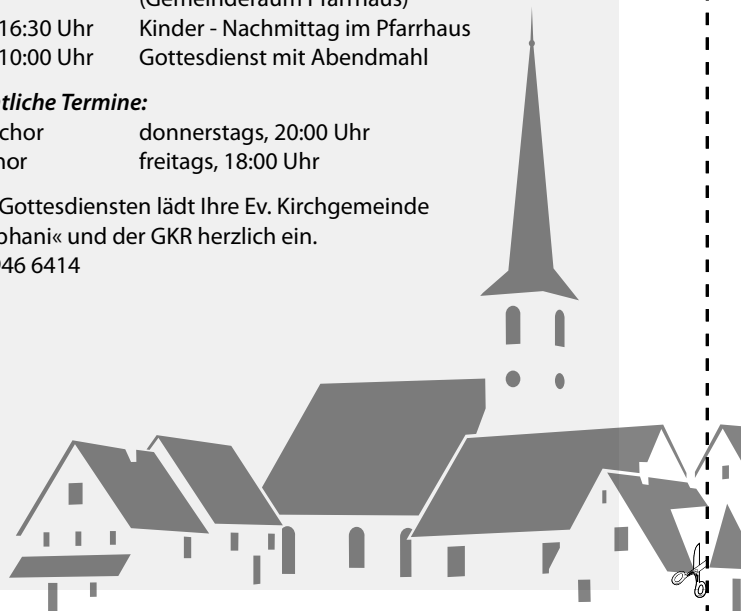 (Gemeinderaum Pfarrhaus)
16:30 Uhr Kinder - Nachmittag im Pfarrhaus
10:00 Uhr Gottesdienst mit Abendmahl
tliche Termine:
chor donnerstags, 20:00 Uhr
hor freitags, 18:00 Uhr
Gottesdiensten lädt Ihre Ev. Kirchgemeinde
phani« und der GKR herzlich ein.
946 6414